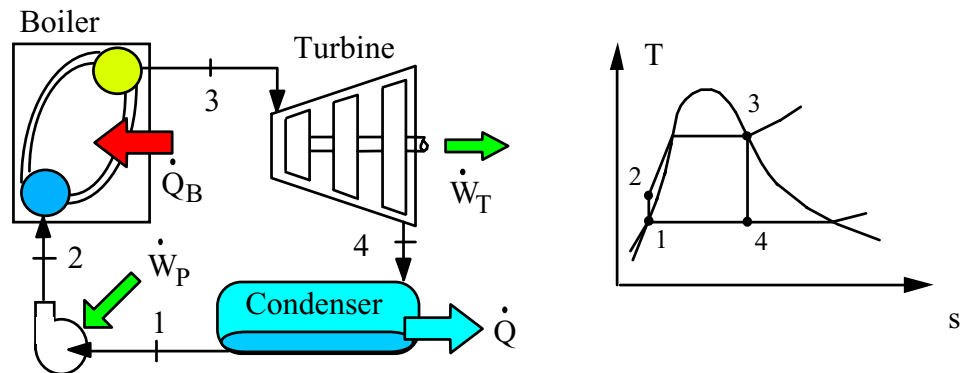 Boiler
Turbine
T
3
3
Q̇B
ẆT
2
1
4
4
2
ẆP
Condenser
1
Q̇
s